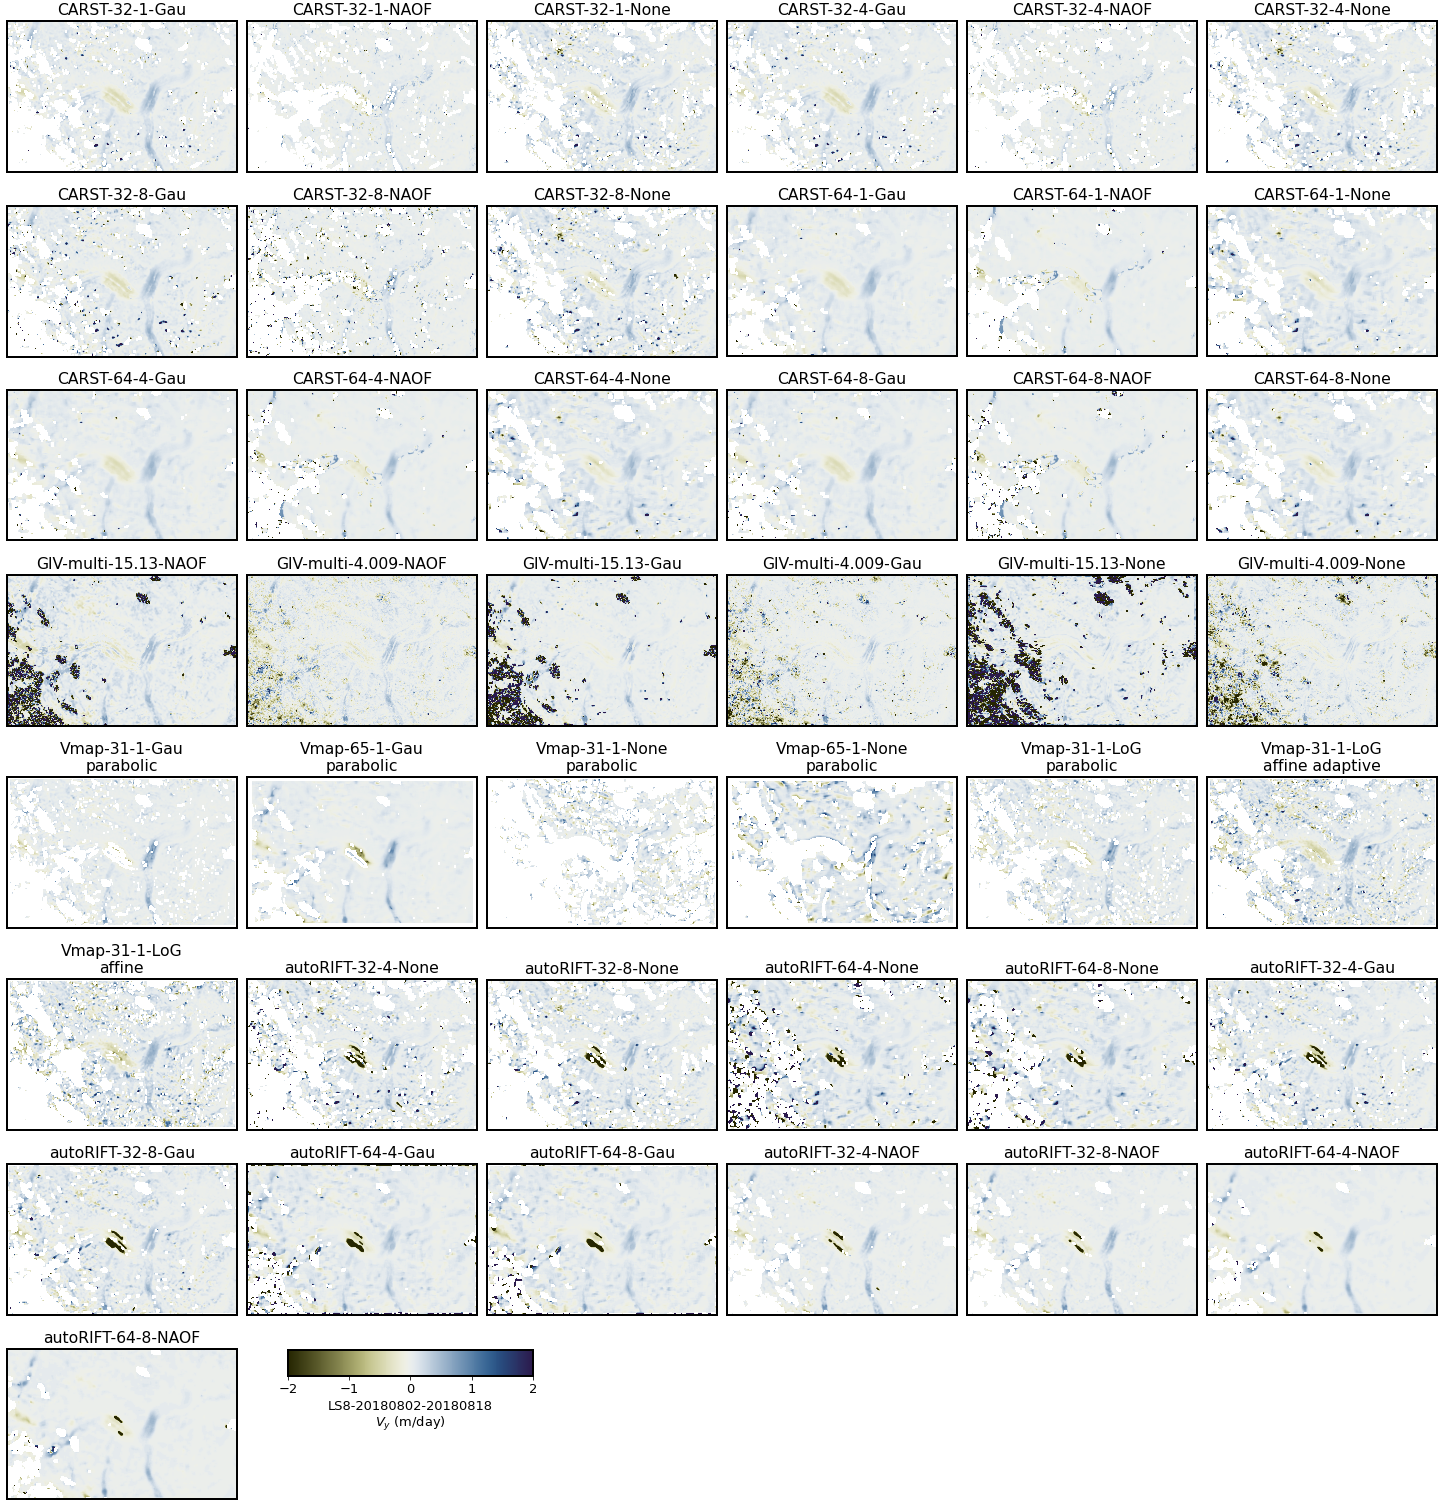 CARST-32-1-Gau CARST-32-1-NAOF CARST-32-1-None CARST-32-4-Gau CARST-32-4-NAOF CARST-32-4-None
CARST-32-8-Gau CARST-32-8-NAOF CARST-32-8-None CARST-64-1-Gau CARST-64-1-NAOF CARST-64-1-None
CARST-64-4-Gau CARST-64-4-NAOF CARST-64-4-None CARST-64-8-Gau CARST-64-8-NAOF CARST-64-8-None
GIV-multi-15.13-NAOF GIV-multi-4.009-NAOF GIV-multi-15.13-Gau GIV-multi-4.009-Gau GIV-multi-15.13-None GIV-multi-4.009-None
Vmap-31-1-Gau Vmap-65-1-Gau Vmap-31-1-None Vmap-65-1-None Vmap-31-1-LoG Vmap-31-1-LoG
parabolic parabolic parabolic parabolic parabolic affine adaptive
Vmap-31-1-LoG
affine autoRIFT-32-4-None autoRIFT-32-8-None autoRIFT-64-4-None autoRIFT-64-8-None autoRIFT-32-4-Gau
autoRIFT-32-8-Gau autoRIFT-64-4-Gau autoRIFT-64-8-Gau autoRIFT-32-4-NAOF autoRIFT-32-8-NAOF autoRIFT-64-4-NAOF
autoRIFT-64-8-NAOF
−2 −1 0 1 2
LS8-20180802-20180818
Vy (m/day)